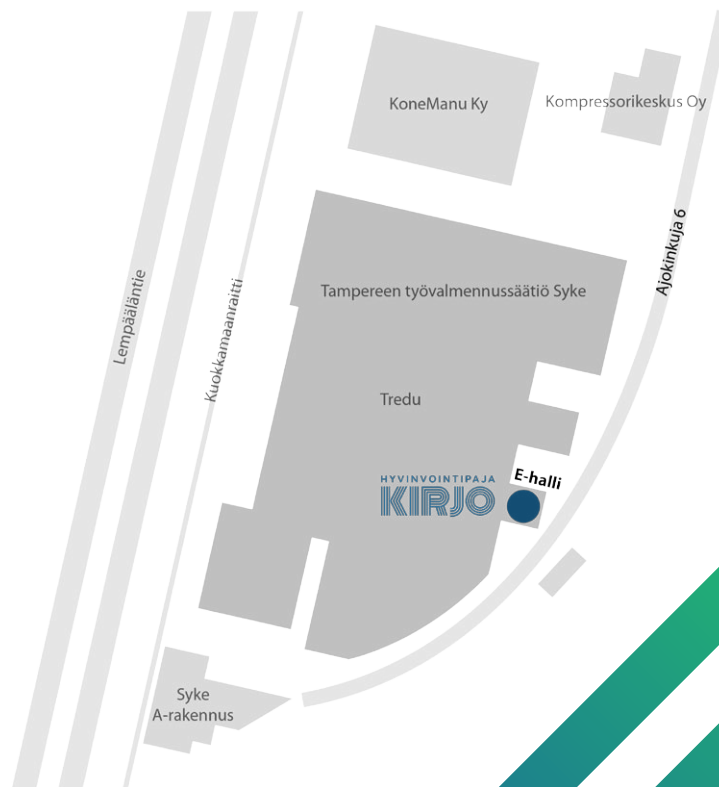 KoneManu Ky
Kompressorikeskus Oy
Ajokinkuja 6
Lempääläntie
Kuokkamaanraitti
Tampereen työvalmennussäätiö Syke
Tredu
E-halli
HYVINVOINTIPAJA
KIRJO
Syke
A-rakennus